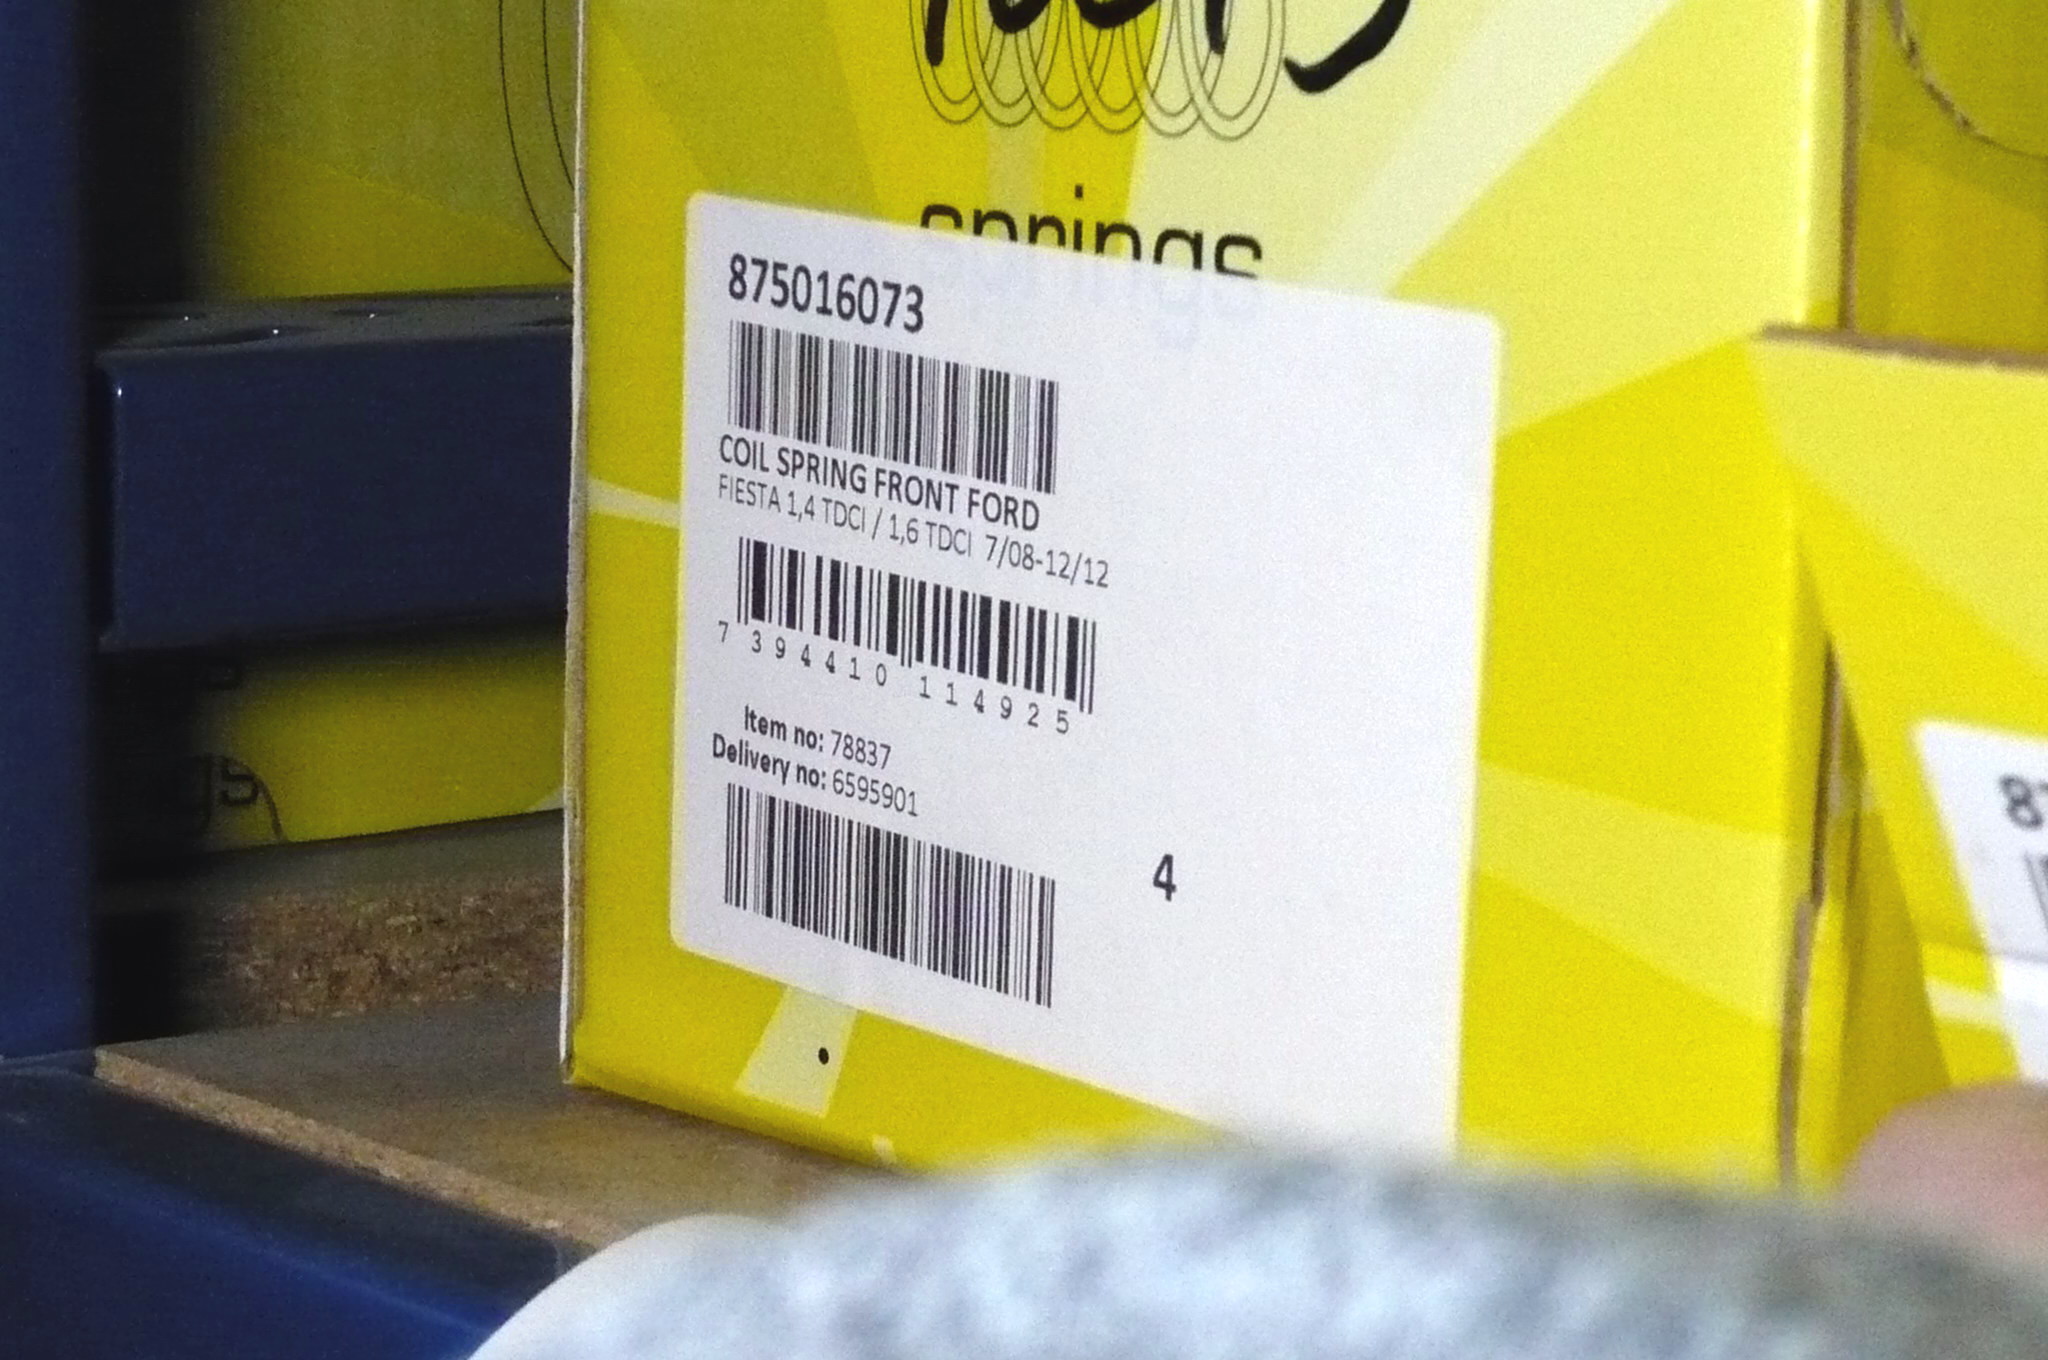 springs
875016073
COIL SPRING FRONT FORD
FIESTA 1,4 TDCI / 1,6 TDCI 7/08-12/12
7 394410 114925
Item no: 78837
Delivery no: 6595901
4